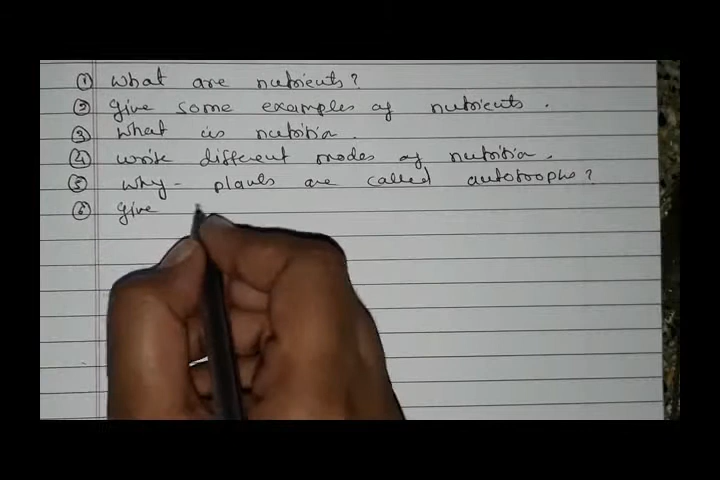 ① What are nutrients?
② Give some examples of nutrients.
③ What is nutrition.
④ write different modes of nutrition.
⑤ Why- plants are called autotrophs?
⑥ Give